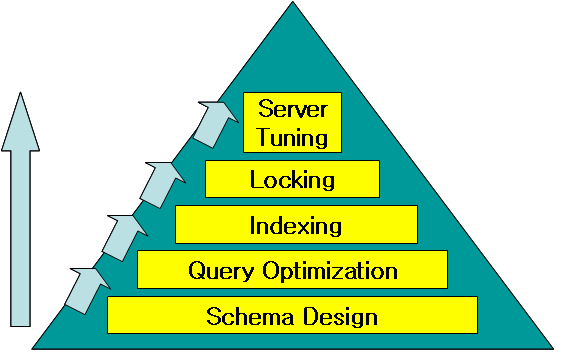 Server
Tuning
Locking
Indexing
Query Optimization
Schema Design